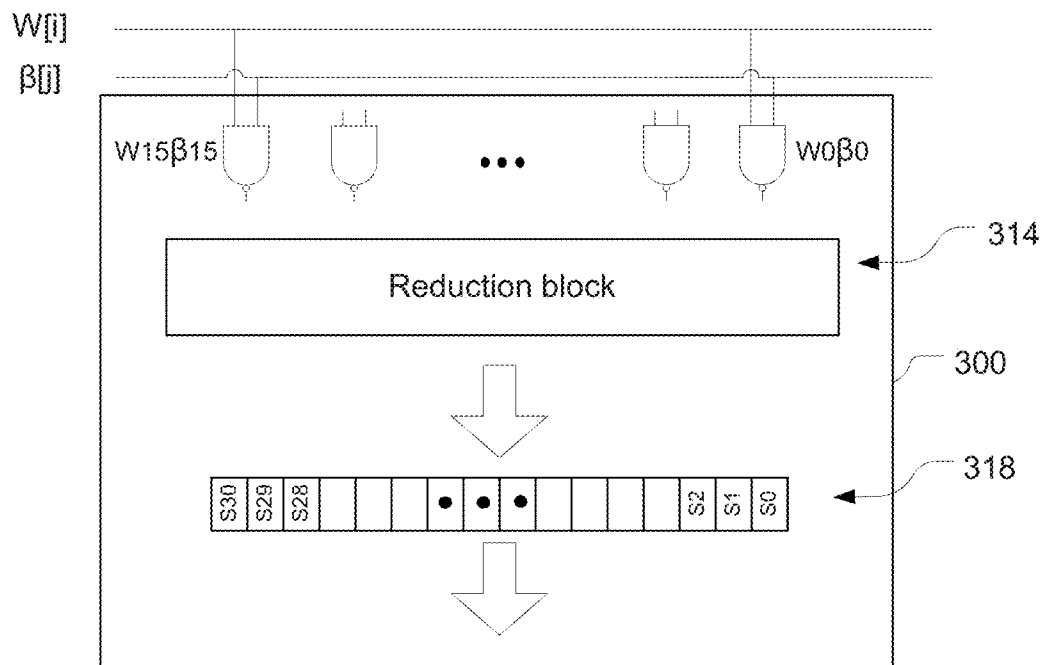 W[i]
β[j]
W15β15
W0β0
314
Reduction block
300
318
S30 S29 S28 S2 S1 S0